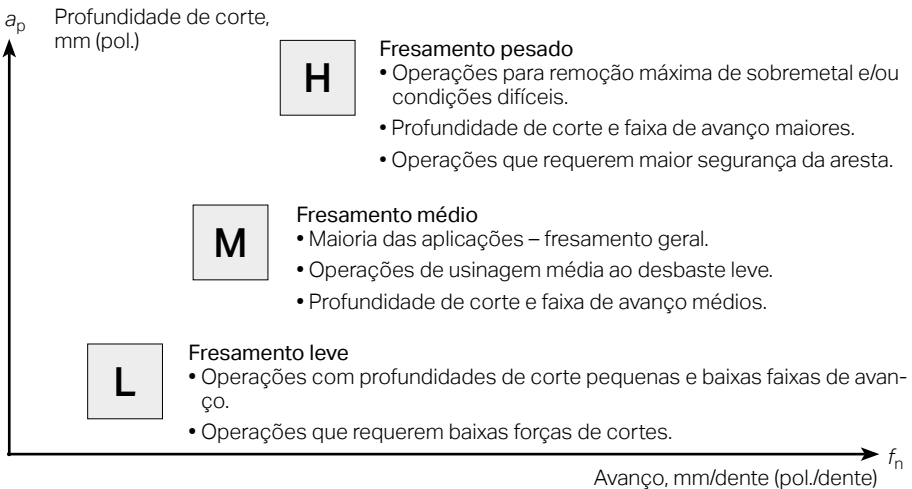 ap
Profundidade de corte,
mm (pol.)
H
Fresamento pesado
• Operações para remoção máxima de sobremetal e/ou
condições difíceis.
• Profundidade de corte e faixa de avanço maiores.
• Operações que requerem maior segurança da aresta.
M
Fresamento médio
• Maioria das aplicações – fresamento geral.
• Operações de usinagem média ao desbaste leve.
• Profundidade de corte e faixa de avanço médios.
L
Fresamento leve
• Operações com profundidades de corte pequenas e baixas faixas de avan-
ço.
• Operações que requerem baixas forças de cortes.
fn
Avanço, mm/dente (pol./dente)